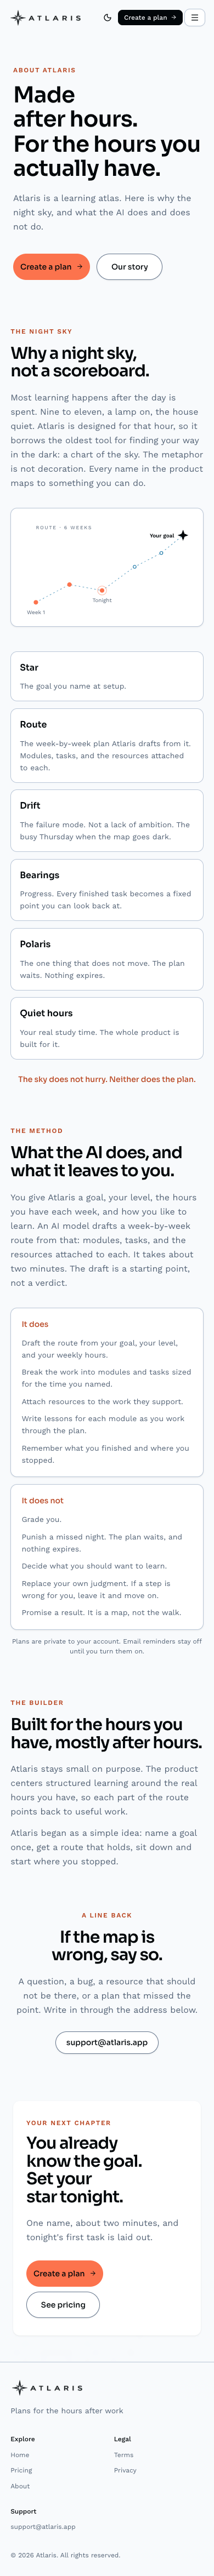 ATLARIS
Create a plan →
ABOUT ATLARIS
Made
after hours.
For the hours you
actually have.
Atlaris is a learning atlas. Here is why the
night sky, and what the AI does and does
not do.
Create a plan →
Our story
THE NIGHT SKY
Why a night sky,
not a scoreboard.
Most learning happens after the day is
spent. Nine to eleven, a lamp on, the house
quiet. Atlaris is designed for that hour, so it
borrows the oldest tool for finding your way
in the dark: a chart of the sky. The metaphor
is not decoration. Every name in the product
maps to something you can do.
ROUTE · 6 WEEKS
Your goal
Tonight
Week 1
Star
The goal you name at setup.
Route
The week-by-week plan Atlaris drafts from it.
Modules, tasks, and the resources attached
to each.
Drift
The failure mode. Not a lack of ambition. The
busy Thursday when the map goes dark.
Bearings
Progress. Every finished task becomes a fixed
point you can look back at.
Polaris
The one thing that does not move. The plan
waits. Nothing expires.
Quiet hours
Your real study time. The whole product is
built for it.
The sky does not hurry. Neither does the plan.
THE METHOD
What the AI does, and
what it leaves to you.
You give Atlaris a goal, your level, the hours
you have each week, and how you like to
learn. An AI model drafts a week-by-week
route from that: modules, tasks, and the
resources attached to each. It takes about
two minutes. The draft is a starting point,
not a verdict.
It does
Draft the route from your goal, your level,
and your weekly hours.
Break the work into modules and tasks sized
for the time you named.
Attach resources to the work they support.
Write lessons for each module as you work
through the plan.
Remember what you finished and where you
stopped.
It does not
Grade you.
Punish a missed night. The plan waits, and
nothing expires.
Decide what you should want to learn.
Replace your own judgment. If a step is
wrong for you, leave it and move on.
Promise a result. It is a map, not the walk.
Plans are private to your account. Email reminders stay off
until you turn them on.
THE BUILDER
Built for the hours you
have, mostly after hours.
Atlaris stays small on purpose. The product
centers structured learning around the real
hours you have, so each part of the route
points back to useful work.
Atlaris began as a simple idea: name a goal
once, get a route that holds, sit down and
start where you stopped.
A LINE BACK
If the map is
wrong, say so.
A question, a bug, a resource that should
not be there, or a plan that missed the
point. Write in through the address below.
support@atlaris.app
YOUR NEXT CHAPTER
You already
know the goal.
Set your
star tonight.
One name, about two minutes, and
tonight's first task is laid out.
Create a plan →
See pricing
ATLARIS
Plans for the hours after work
Explore
Home
Pricing
About
Legal
Terms
Privacy
Support
support@atlaris.app
© 2026 Atlaris. All rights reserved.